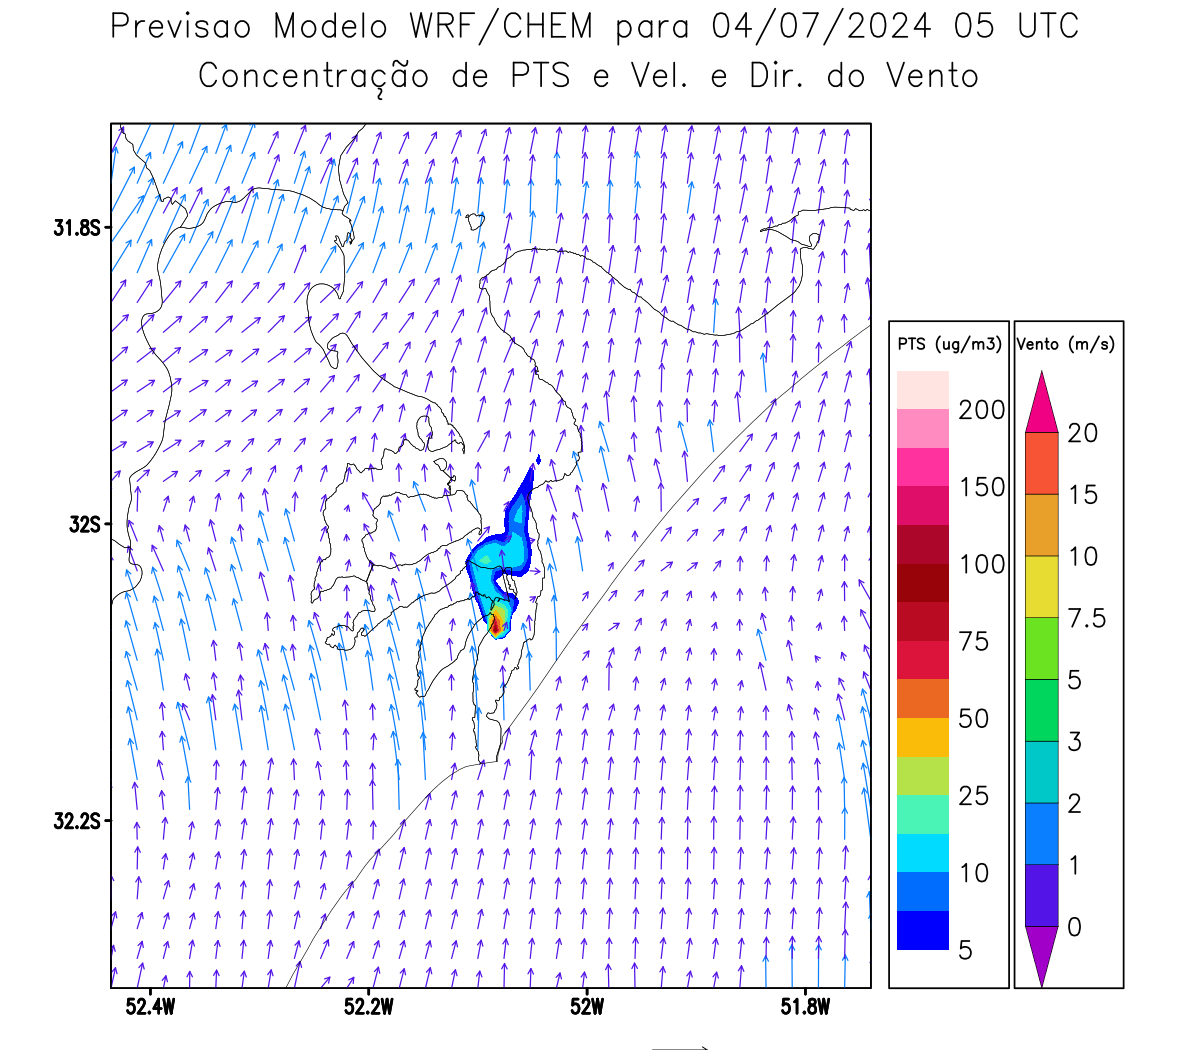 Previsao Modelo WRF/CHEM para 04/07/2024 05 UTC
Concentração de PTS e Vel. e Dir. do Vento
31.8S
32S
32.2S
52.4W
52.2W
52W
51.8W
PTS (ug/m3)
200
150
100
75
50
25
10
5
Vento (m/s)
20
15
10
7.5
5
3
2
1
0